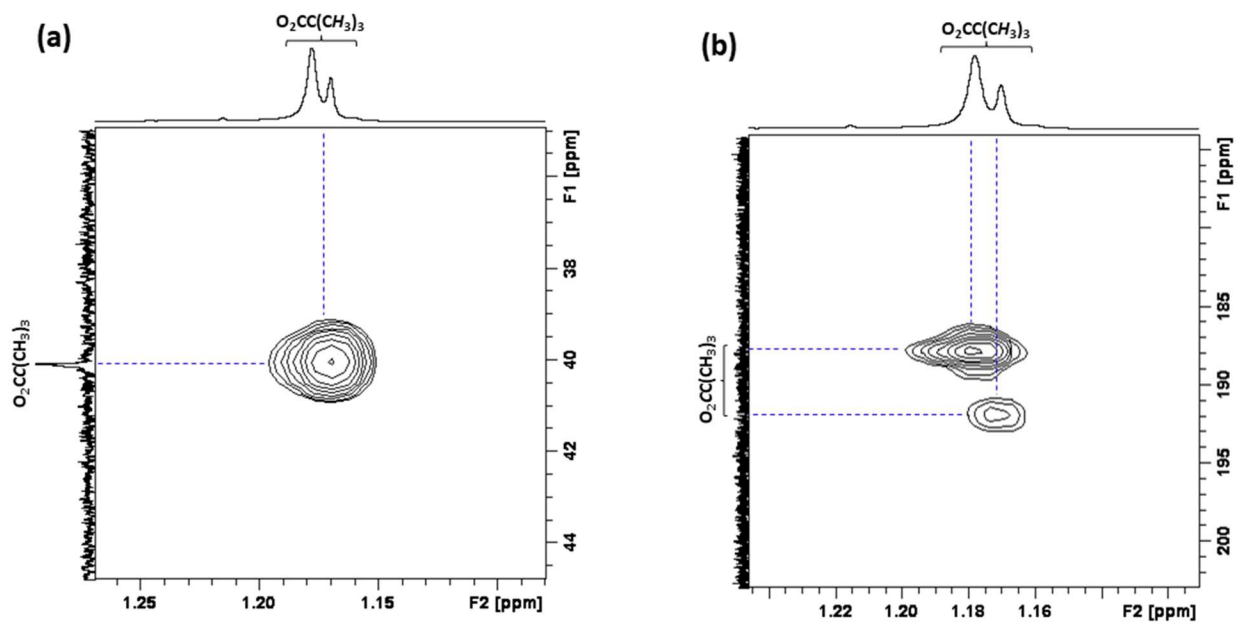 (a)
O₂CC(CH₃)₃
F1 [ppm]
38
40
42
44
O₂CC(CH₃)₃
1.25
1.20
1.15
F2 [ppm]
(b)
O₂CC(CH₃)₃
F1 [ppm]
185
190
195
200
O₂CC(CH₃)₃
1.22
1.20
1.18
1.16
F2 [ppm]